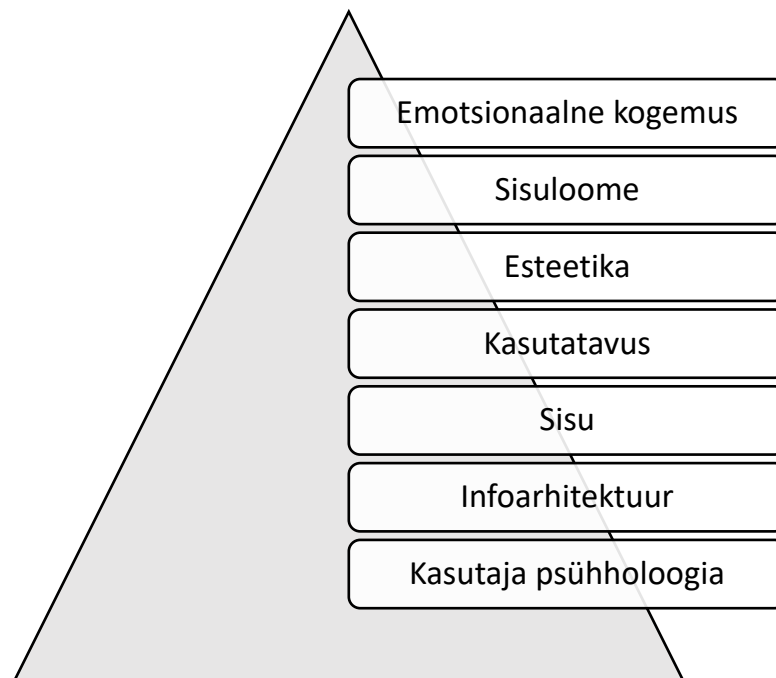 Emotsionaalne kogemus
Sisuloome
Esteetika
Kasutatavus
Sisu
Infoarhitektuur
Kasutaja psühholoogia